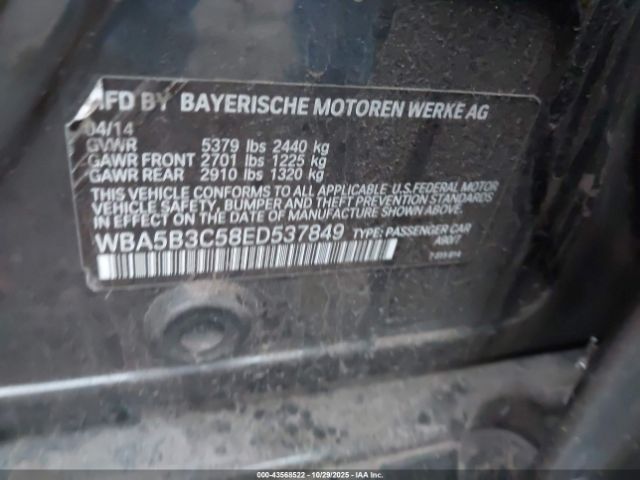 MFD BY BAYERISCHE MOTOREN WERKE AG
04/14
GVWR 5379 lbs 2440 kg
GAWR FRONT 2701 lbs 1225 kg
GAWR REAR 2910 lbs 1320 kg
THIS VEHICLE CONFORMS TO ALL APPLICABLE U.S.FEDERAL MOTOR
VEHICLE SAFETY, BUMPER AND THEFT PREVENTION STANDARDS
IN EFFECT ON THE DATE OF MANUFACTURE SHOWN ABOVE.
WBA5B3C58ED537849 TYPE: PASSENGER CAR
000-43568522 - 10/29/2025 - IAA Inc.